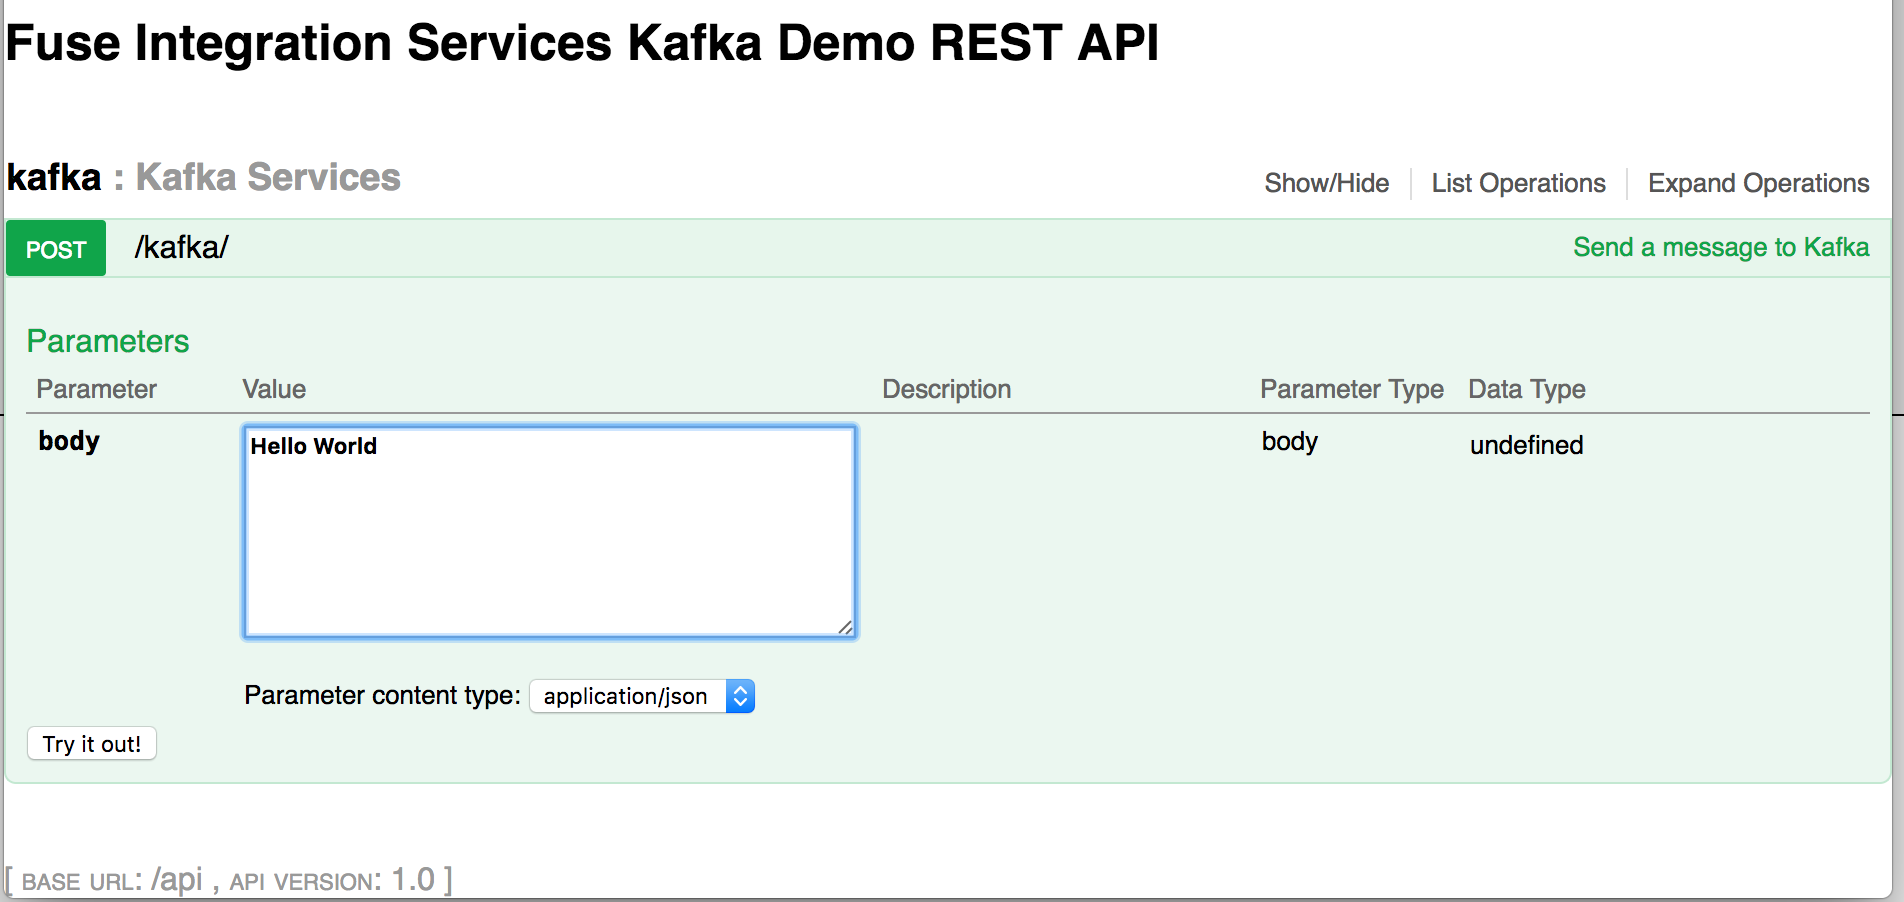 Fuse Integration Services Kafka Demo REST API
kafka : Kafka Services
Show/Hide
List Operations
Expand Operations
POST /kafka/
Send a message to Kafka
Parameters
Parameter Value Description Parameter Type Data Type
body Hello World body undefined
Parameter content type: application/json
Try it out!
[ BASE URL: /api , API VERSION: 1.0 ]